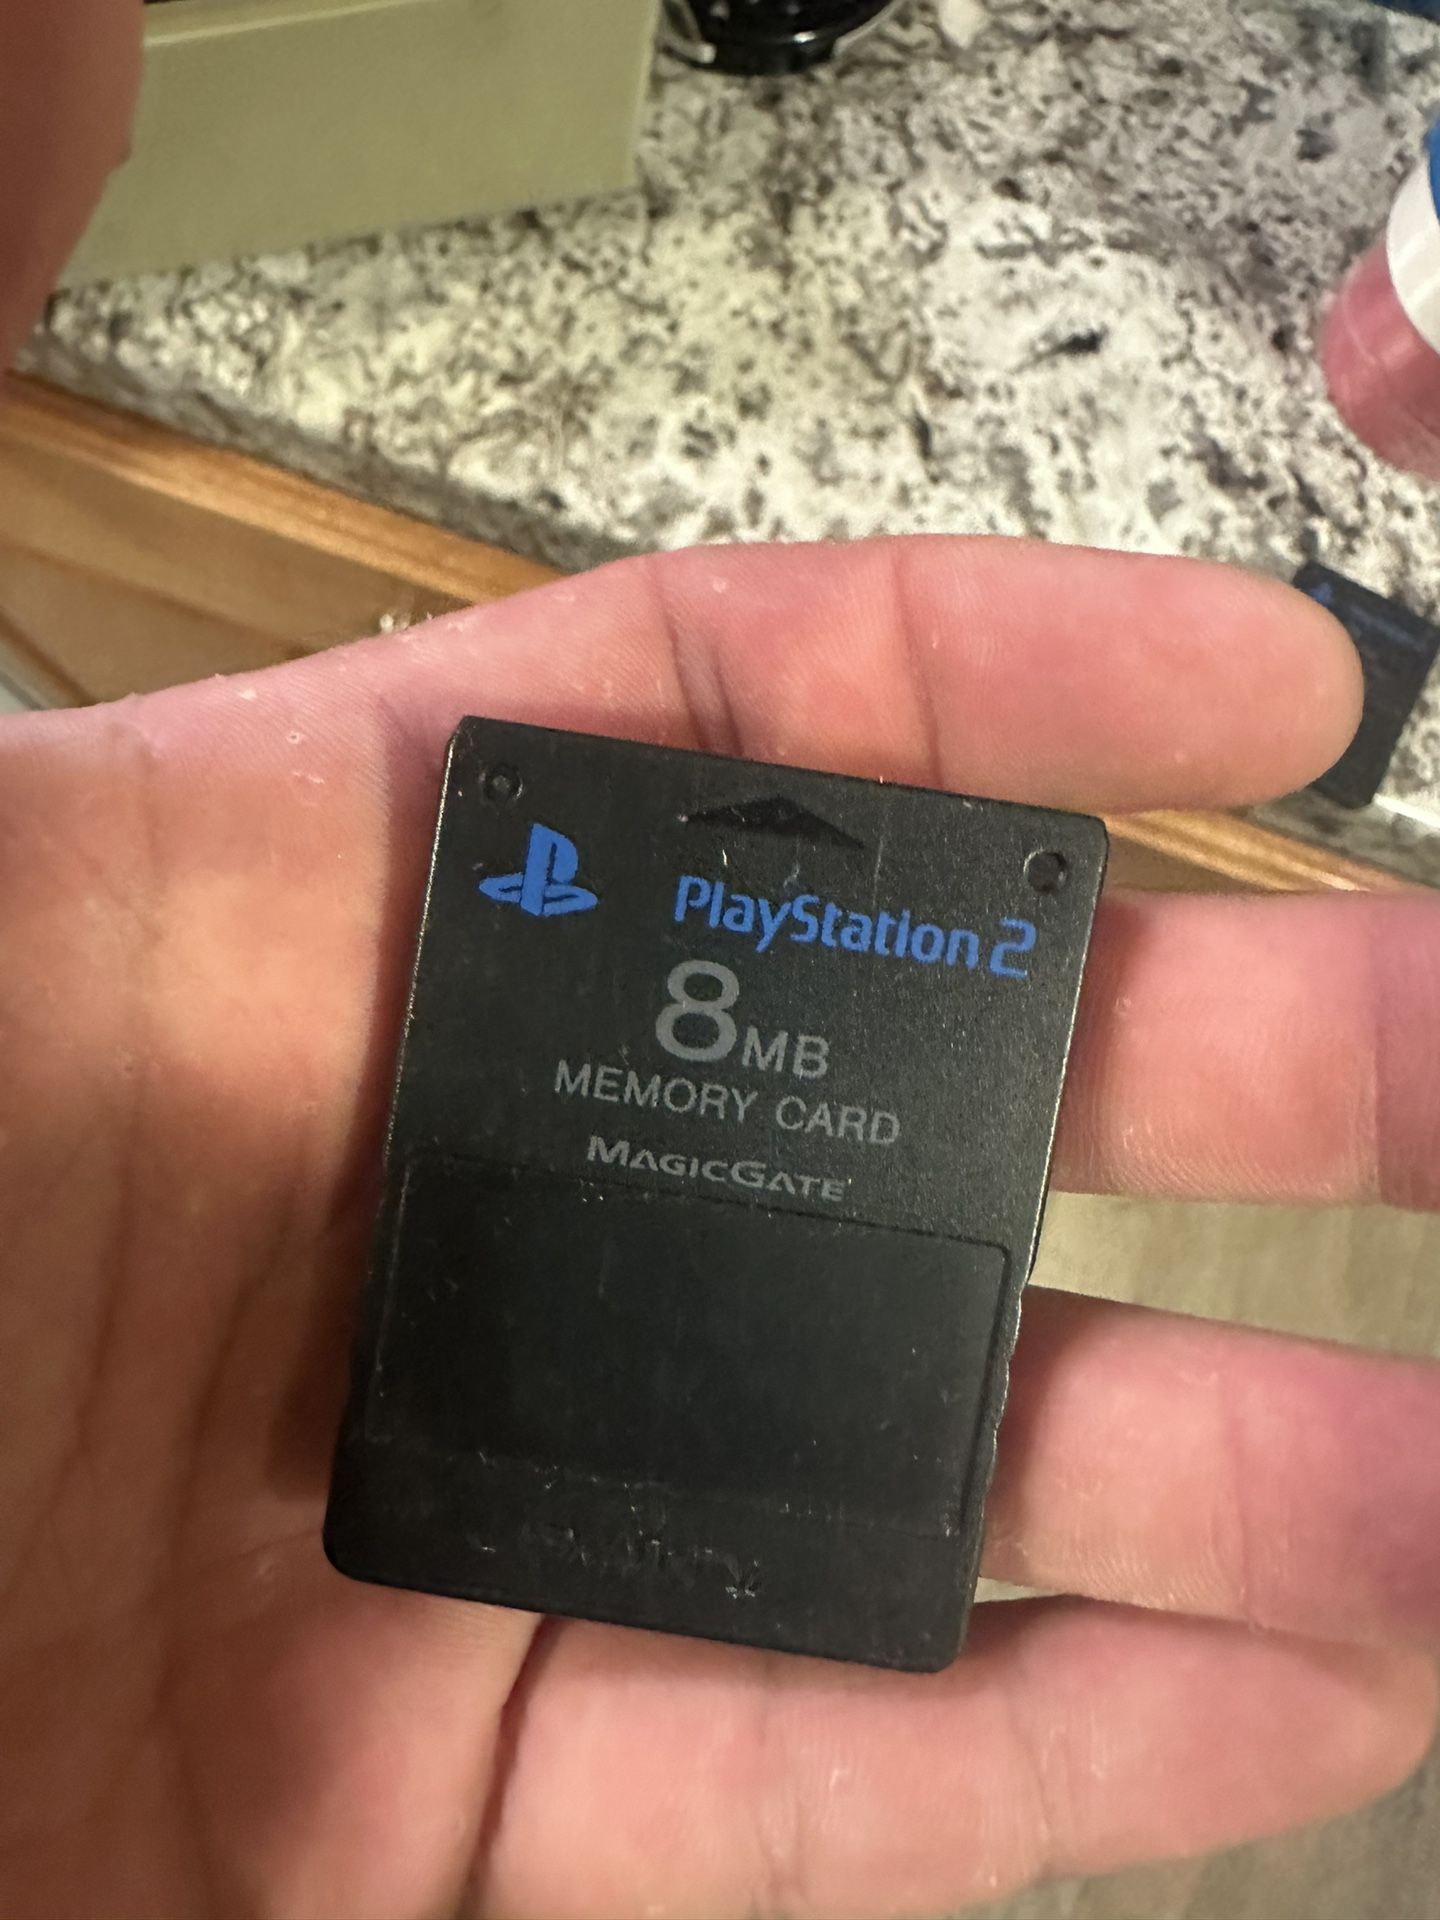 PlayStation 2
8MB
MEMORY CARD
MAGICGATE